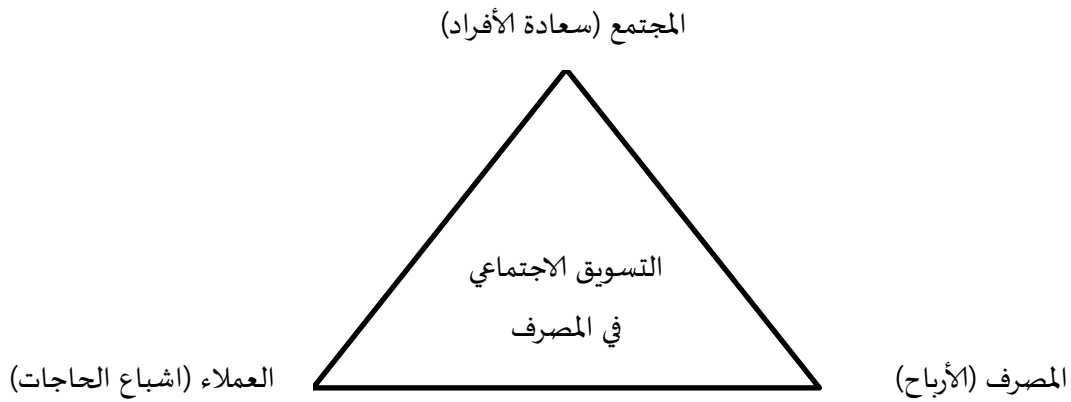 المجتمع (سعادة الأفراد)
التسويق الاجتماعي
في المصرف
المصرف (الأرباح)
العملاء (اشباع الحاجات)